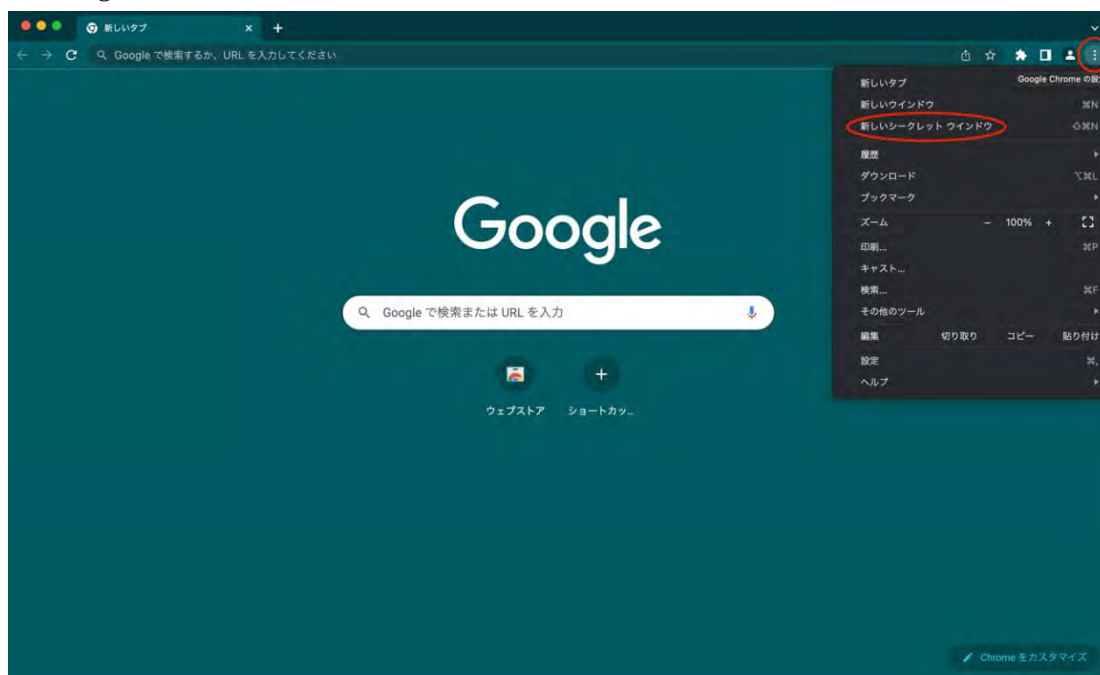 新しいタブ
Google で検索するか、URL を入力してください
新しいタブ
Google Chrome の設
新しいウインドウ ⌘N
新しいシークレット ウインドウ ⇧⌘N
履歴
ダウンロード ⌥⌘L
ブックマーク
ズーム − 100% +
印刷... ⌘P
キャスト...
検索... ⌘F
その他のツール
編集 切り取り コピー 貼り付け
設定 ⌘,
ヘルプ
Google
Google で検索または URL を入力
ウェブストア ショートカッ...
Chrome をカスタマイズ